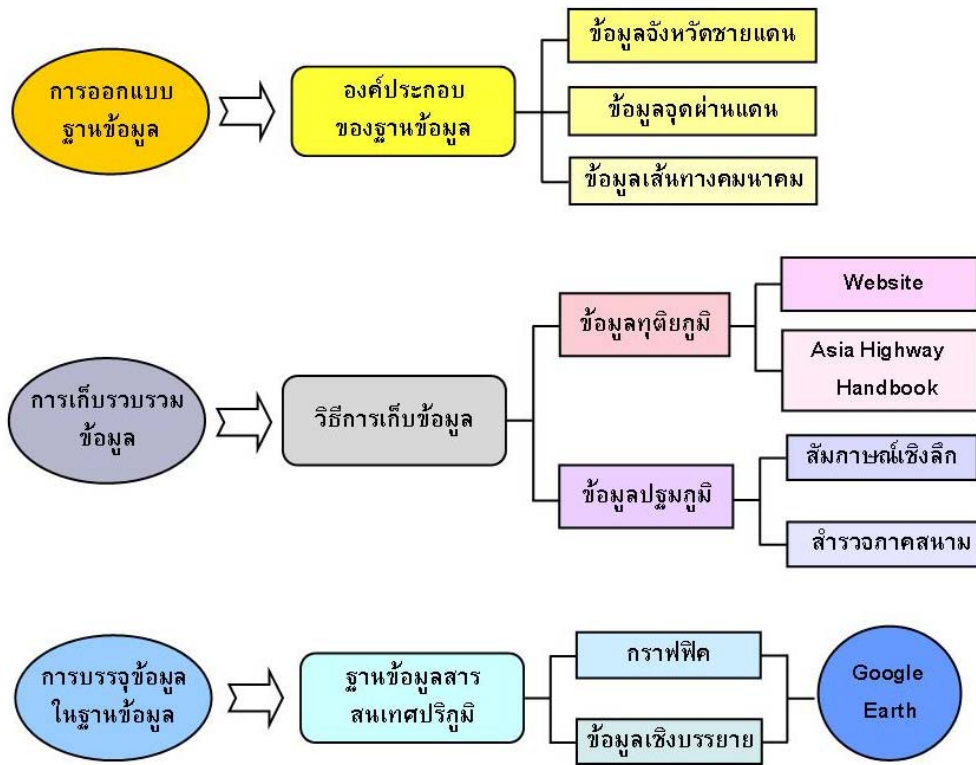 การออกแบบ
ฐานข้อมูล
องค์ประกอบ
ของฐานข้อมูล
ข้อมูลจังหวัดชายแดน
ข้อมูลจุดผ่านแดน
ข้อมูลเส้นทางคมนาคม
การเก็บรวบรวม
ข้อมูล
วิธีการเก็บข้อมูล
ข้อมูลทุติยภูมิ
Website
Asia Highway
Handbook
ข้อมูลปฐมภูมิ
สัมภาษณ์เชิงลึก
สำรวจภาคสนาม
การบรรจุข้อมูล
ในฐานข้อมูล
ฐานข้อมูลสาร
สนเทศปริภูมิ
กราฟฟิค
ข้อมูลเชิงบรรยาย
Google
Earth